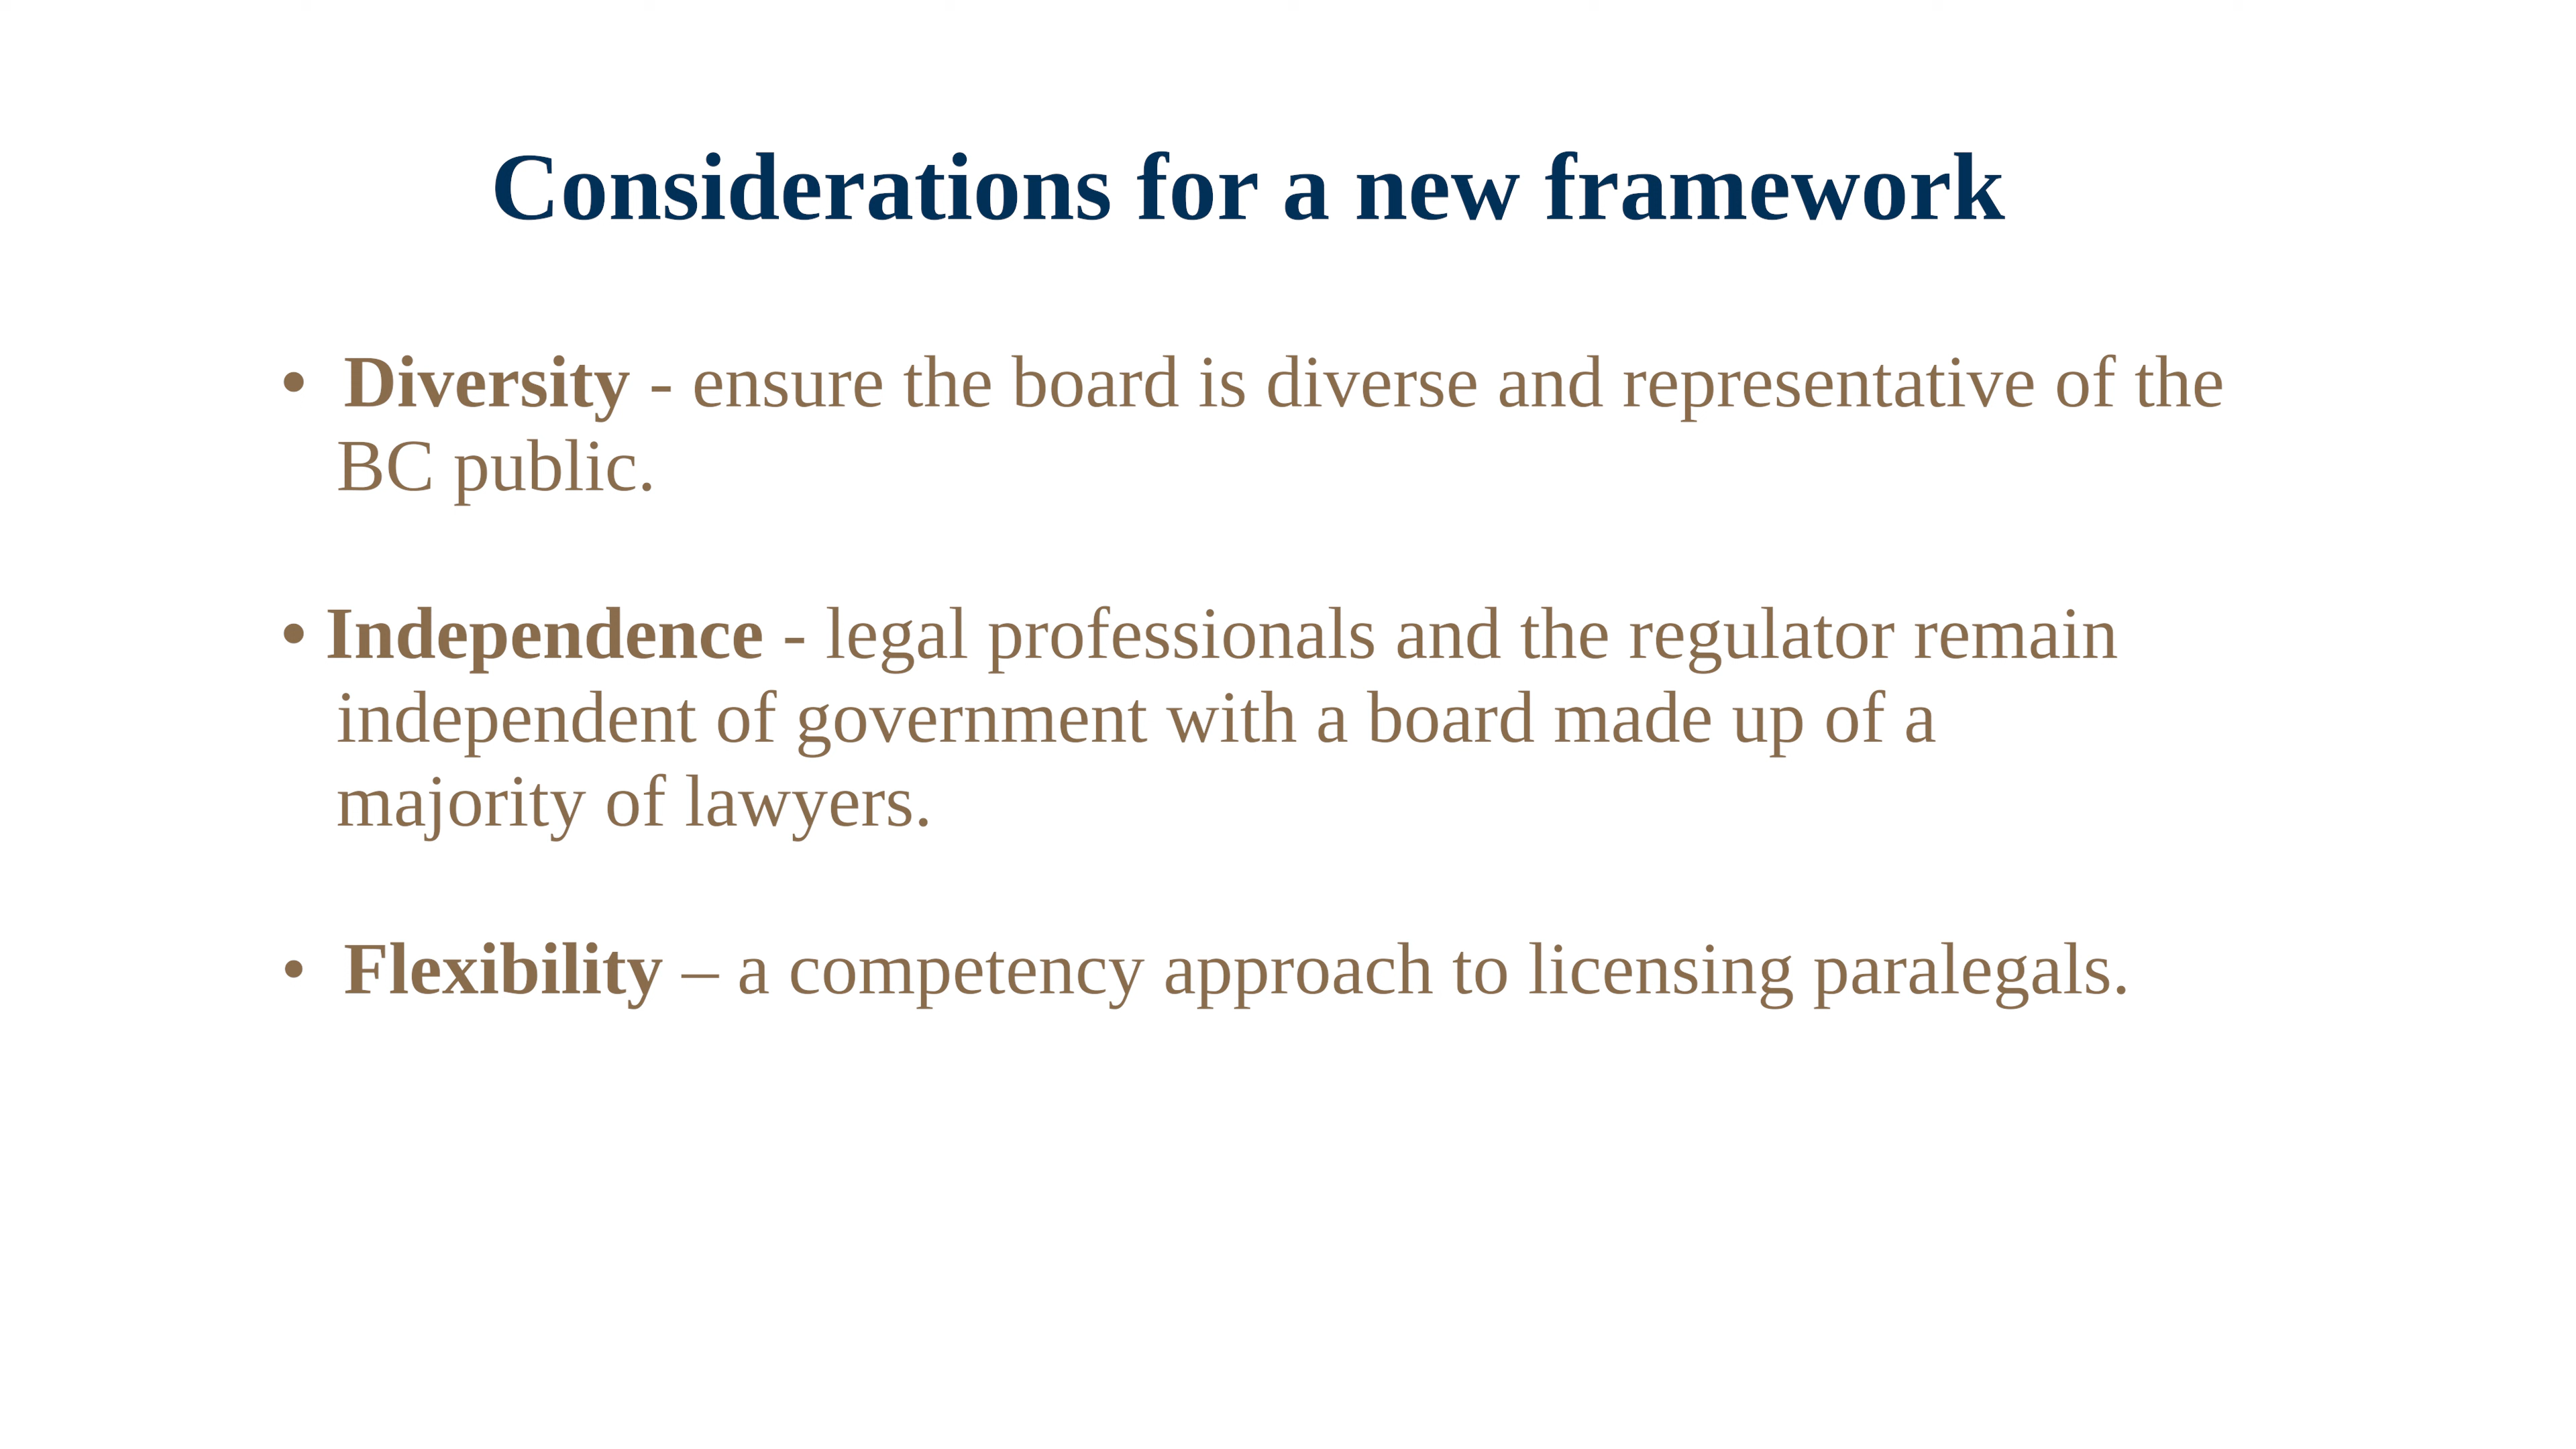 Considerations for a new framework
• Diversity - ensure the board is diverse and representative of the
BC public.
• Independence - legal professionals and the regulator remain
independent of government with a board made up of a
majority of lawyers.
• Flexibility – a competency approach to licensing paralegals.